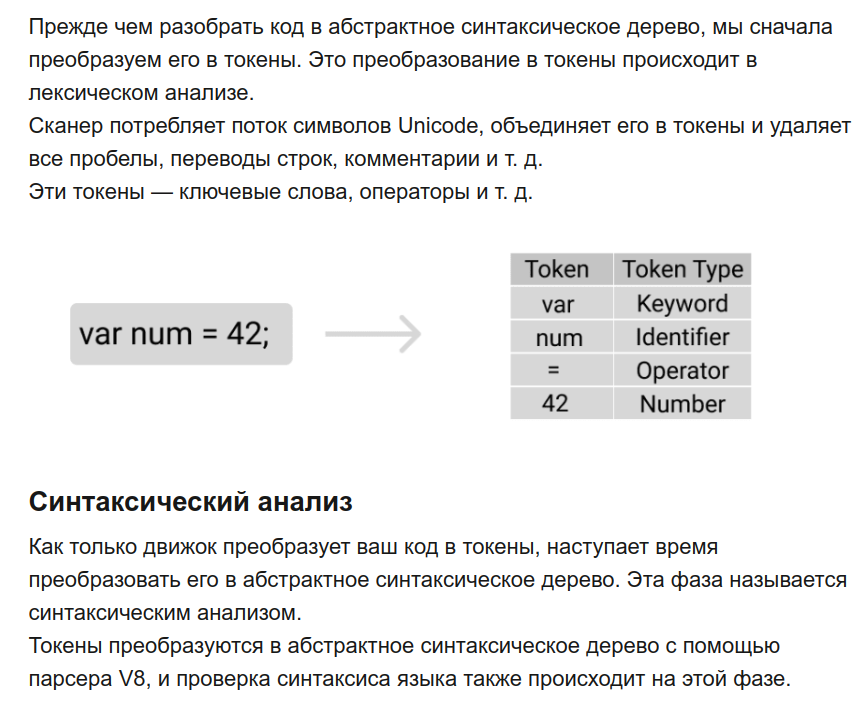 Прежде чем разобрать код в абстрактное синтаксическое дерево, мы сначала
преобразуем его в токены. Это преобразование в токены происходит в
лексическом анализе.
Сканер потребляет поток символов Unicode, объединяет его в токены и удаляет
все пробелы, переводы строк, комментарии и т. д.
Эти токены — ключевые слова, операторы и т. д.
var num = 42;
Token Token Type
var Keyword
num Identifier
= Operator
42 Number
Синтаксический анализ
Как только движок преобразует ваш код в токены, наступает время
преобразовать его в абстрактное синтаксическое дерево. Эта фаза называется
синтаксическим анализом.
Токены преобразуются в абстрактное синтаксическое дерево с помощью
парсера V8, и проверка синтаксиса языка также происходит на этой фазе.